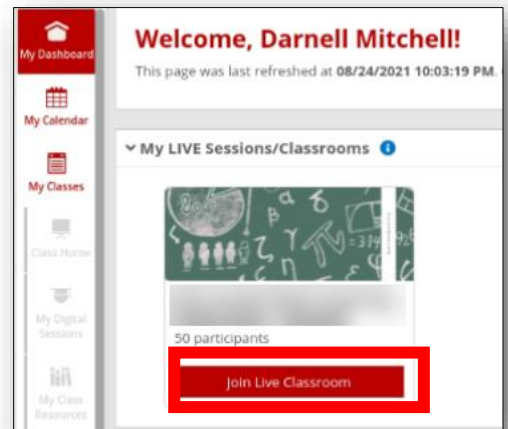 My Dashboard
My Calendar
My Classes
Class Home
My Digital
Sessions
My Class
Resources
Welcome, Darnell Mitchell!
This page was last refreshed at 08/24/2021 10:03:19 PM.
My LIVE Sessions/Classrooms
50 participants
Join Live Classroom